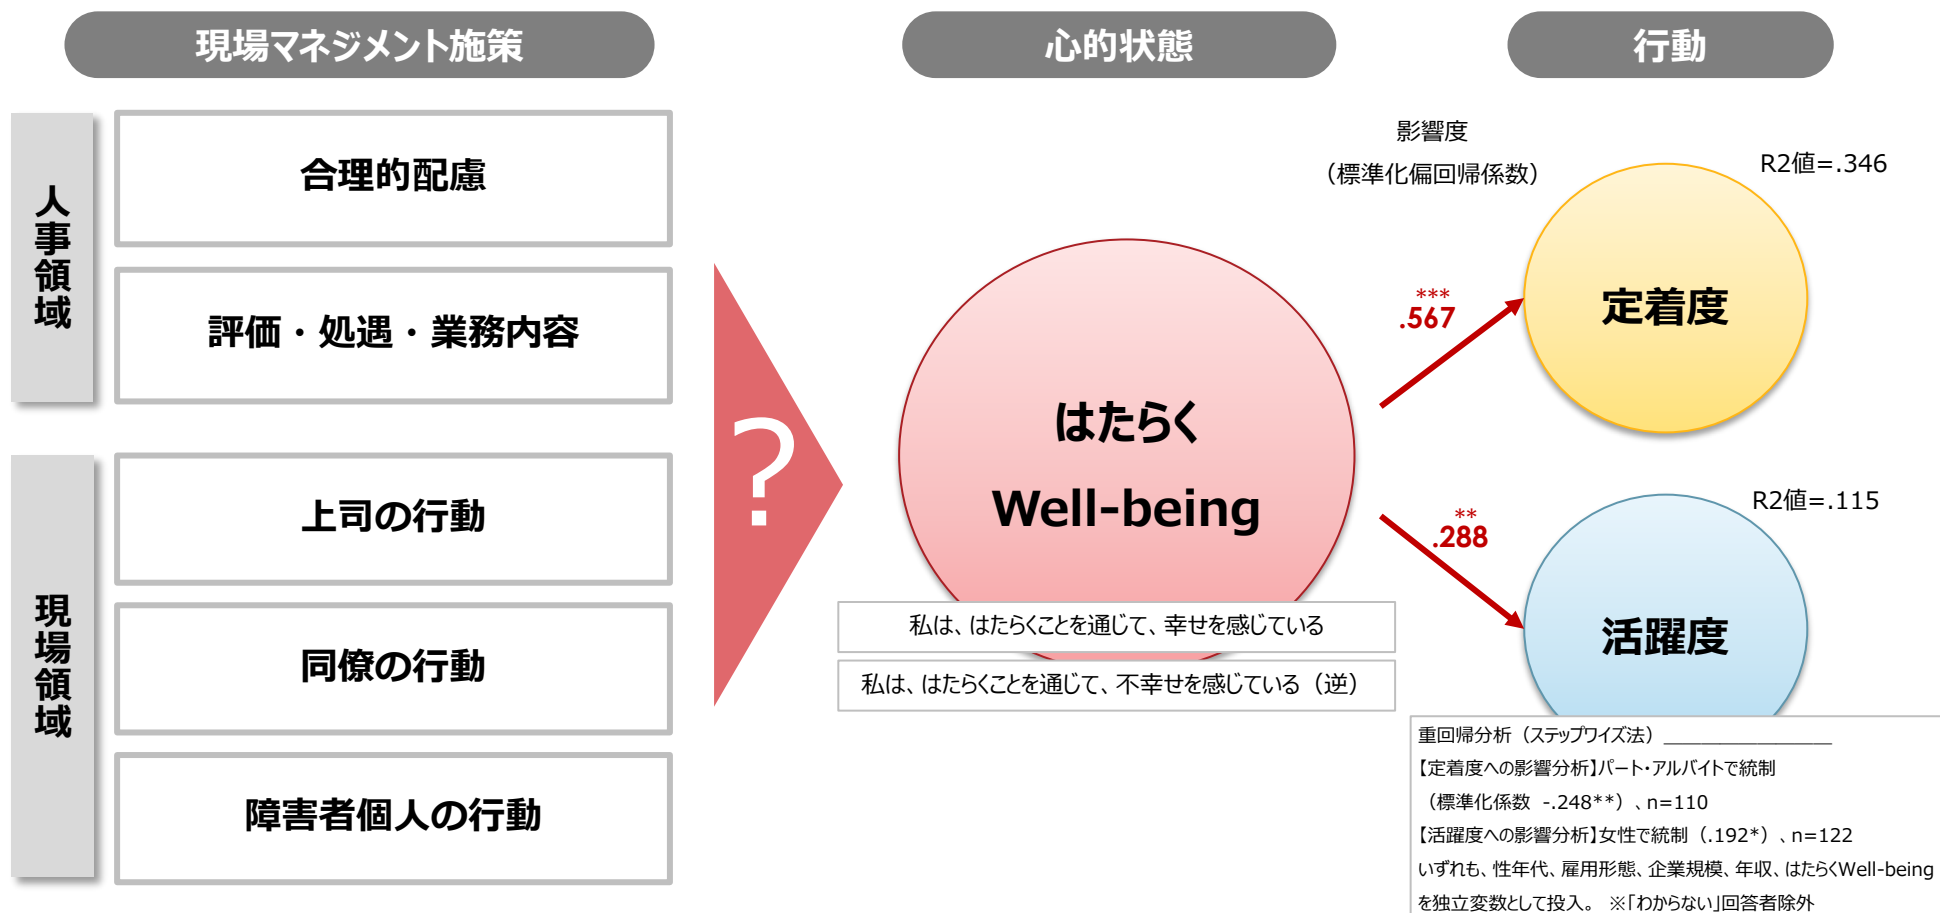 現場マネジメント施策
心的状態
行動
人事領域
合理的配慮
評価・処遇・業務内容
現場領域
上司の行動
同僚の行動
障害者個人の行動
?
はたらく
Well-being
私は、はたらくことを通じて、幸せを感じている
私は、はたらくことを通じて、不幸せを感じている（逆）
影響度
（標準化偏回帰係数）
***
.567
**
.288
R2値=.346
定着度
R2値=.115
活躍度
重回帰分析（ステップワイズ法）________________
【定着度への影響分析】パート・アルバイトで統制
（標準化係数 -.248**）、n=110
【活躍度への影響分析】女性で統制（.192*）、n=122
いずれも、性年代、雇用形態、企業規模、年収、はたらくWell-being
を独立変数として投入。 ※「わからない」回答者除外